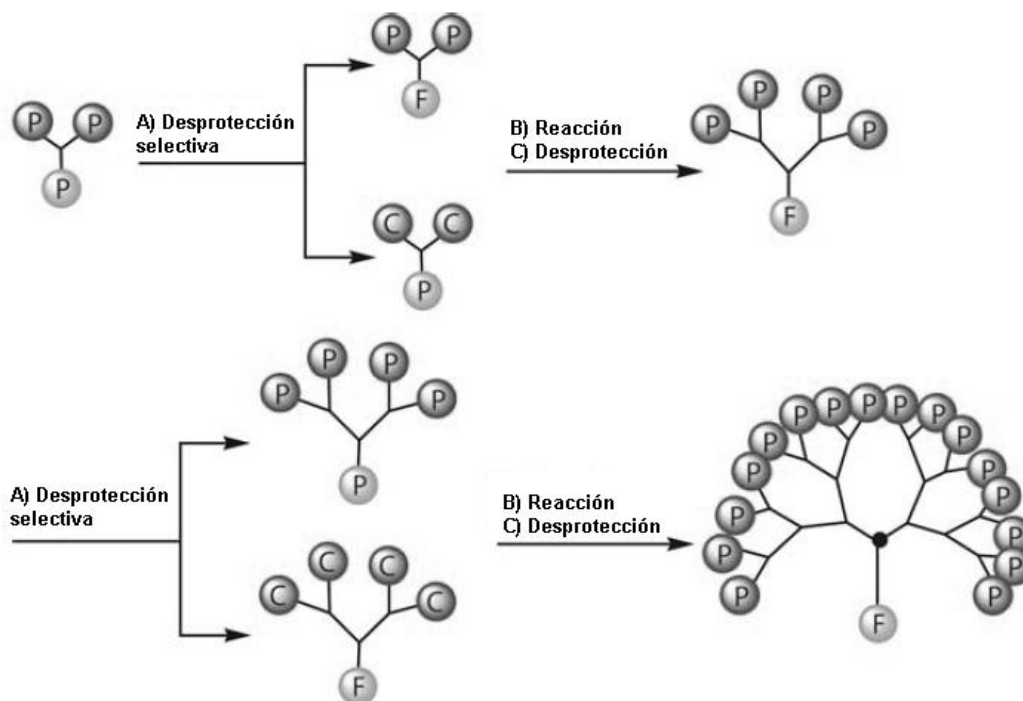 P P
P
A) Desprotección
selectiva
P P
F
C C
P
B) Reacción
C) Desprotección
P P P P
F
A) Desprotección
selectiva
P P P P
P
C C C C
F
B) Reacción
C) Desprotección
P P P P P P P P P P P P P P P P
F